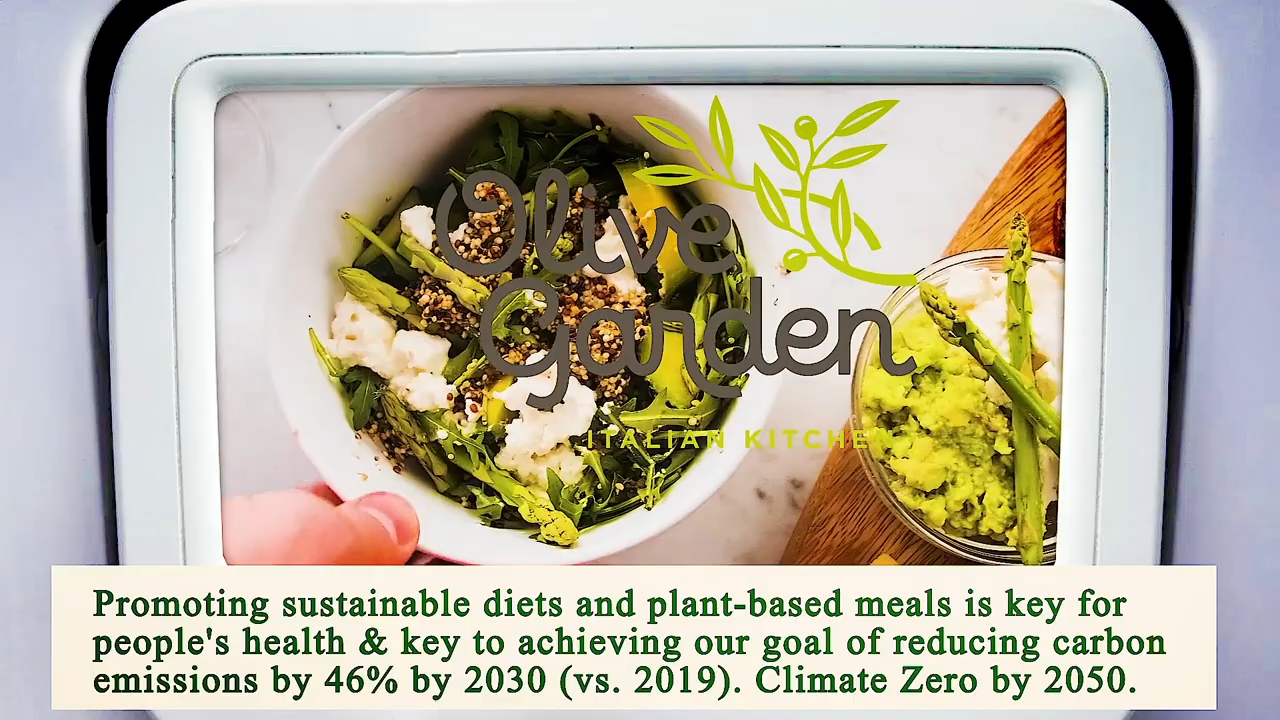 Olive
Garden
ITALIAN KITCHEN
Promoting sustainable diets and plant-based meals is key for
people's health & key to achieving our goal of reducing carbon
emissions by 46% by 2030 (vs. 2019). Climate Zero by 2050.